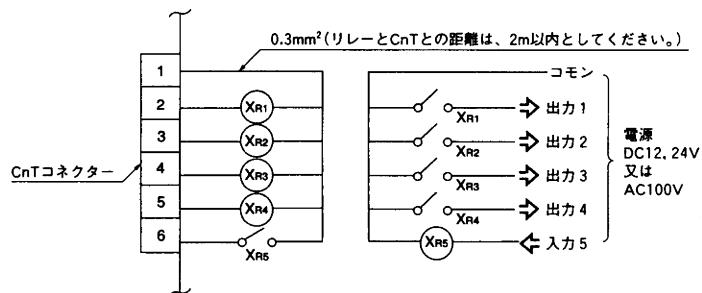 0.3mm²(リレーとCnTとの距離は、2m以内としてください。)
CnTコネクター
1
2
3
4
5
6
XR1
XR2
XR3
XR4
XR5
コモン
XR1
出力1
XR2
出力2
XR3
出力3
XR4
出力4
XR5
入力5
電源
DC12, 24V
又は
AC100V